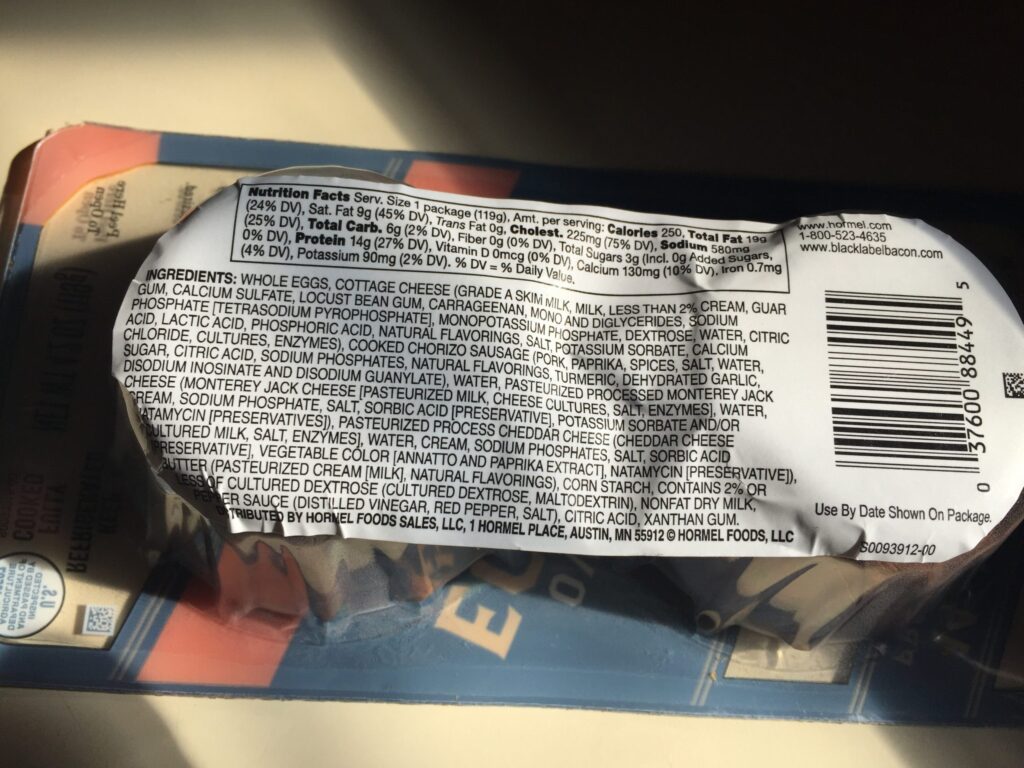 Nutrition Facts Serv. Size 1 package (119g), Amt. per serving: Calories 250, Total Fat 19g
(24% DV), Sat. Fat 9g (45% DV), Trans Fat 0g, Cholest. 225mg (75% DV), Sodium 580mg
(25% DV), Total Carb. 6g (2% DV), Fiber 0g (0% DV), Total Sugars 3g (Incl. 0g Added Sugars,
0% DV), Protein 14g (27% DV), Vitamin D 0mcg (0% DV), Calcium 130mg (10% DV), Iron 0.7mg
(4% DV), Potassium 90mg (2% DV). % DV = % Daily Value.
www.hormel.com
1-800-523-4635
www.blacklabelbacon.com
INGREDIENTS: WHOLE EGGS, COTTAGE CHEESE (GRADE A SKIM MILK, MILK, LESS THAN 2% CREAM, GUAR
GUM, CALCIUM SULFATE, LOCUST BEAN GUM, CARRAGEENAN, MONO AND DIGLYCERIDES, SODIUM
PHOSPHATE [TETRASODIUM PYROPHOSPHATE], MONOPOTASSIUM PHOSPHATE, DEXTROSE, WATER, CITRIC
ACID, LACTIC ACID, PHOSPHORIC ACID, NATURAL FLAVORINGS, SALT, POTASSIUM SORBATE, CALCIUM
CHLORIDE, CULTURES, ENZYMES), COOKED CHORIZO SAUSAGE (PORK, PAPRIKA, SPICES, SALT, WATER,
SUGAR, CITRIC ACID, SODIUM PHOSPHATES, NATURAL FLAVORINGS, TURMERIC, DEHYDRATED GARLIC,
DISODIUM INOSINATE AND DISODIUM GUANYLATE), WATER, PASTEURIZED PROCESSED MONTEREY JACK
CHEESE (MONTEREY JACK CHEESE [PASTEURIZED MILK, CHEESE CULTURES, SALT, ENZYMES], WATER,
CREAM, SODIUM PHOSPHATE, SALT, SORBIC ACID [PRESERVATIVE], POTASSIUM SORBATE AND/OR
NATAMYCIN [PRESERVATIVES]), PASTEURIZED PROCESS CHEDDAR CHEESE (CHEDDAR CHEESE
[CULTURED MILK, SALT, ENZYMES], WATER, CREAM, SODIUM PHOSPHATES, SALT, SORBIC ACID
[PRESERVATIVE], VEGETABLE COLOR [ANNATTO AND PAPRIKA EXTRACT], NATAMYCIN [PRESERVATIVE]),
BUTTER (PASTEURIZED CREAM [MILK], NATURAL FLAVORINGS), CORN STARCH, CONTAINS 2% OR
LESS OF CULTURED DEXTROSE (CULTURED DEXTROSE, MALTODEXTRIN), NONFAT DRY MILK,
PEPPER SAUCE (DISTILLED VINEGAR, RED PEPPER, SALT), CITRIC ACID, XANTHAN GUM.
DISTRIBUTED BY HORMEL FOODS SALES, LLC, 1 HORMEL PLACE, AUSTIN, MN 55912 © HORMEL FOODS, LLC
0 37600 88449 5
Use By Date Shown On Package.
S0093912-00